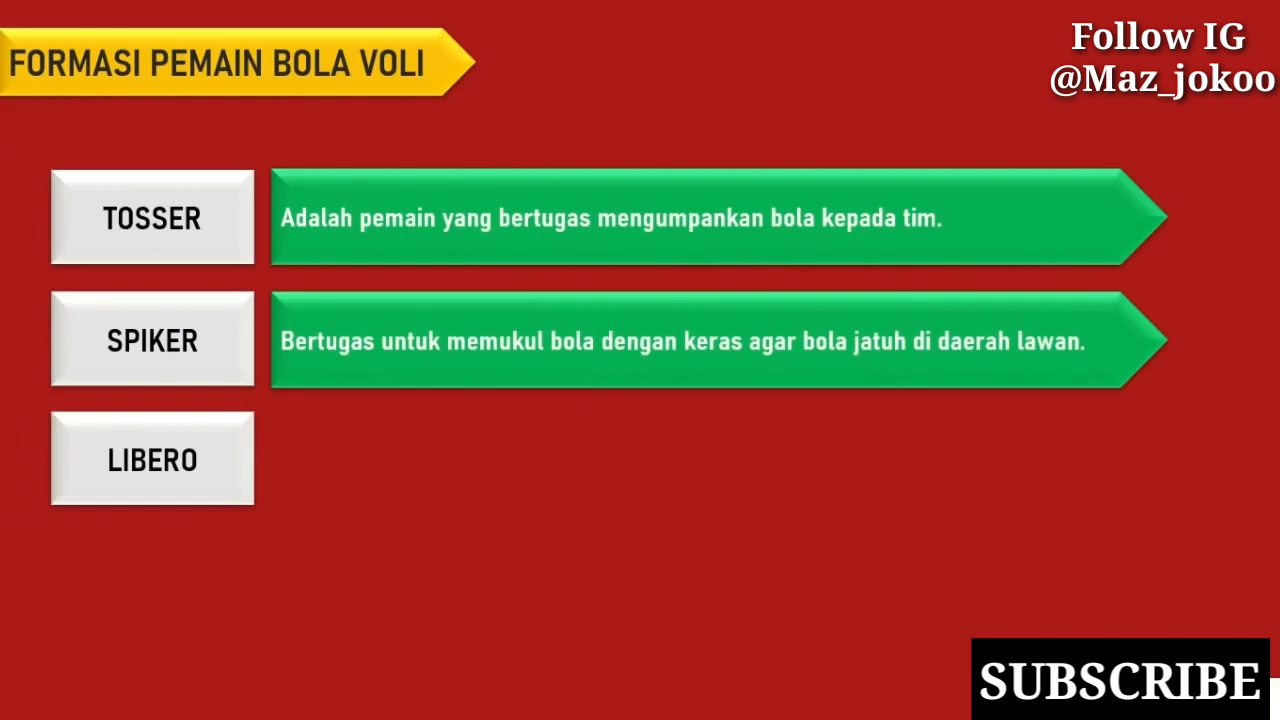 FORMASI PEMAIN BOLA VOLI
Follow IG
@Maz_jokoo
TOSSER
Adalah pemain yang bertugas mengumpankan bola kepada tim.
SPIKER
Bertugas untuk memukul bola dengan keras agar bola jatuh di daerah lawan.
LIBERO
SUBSCRIBE